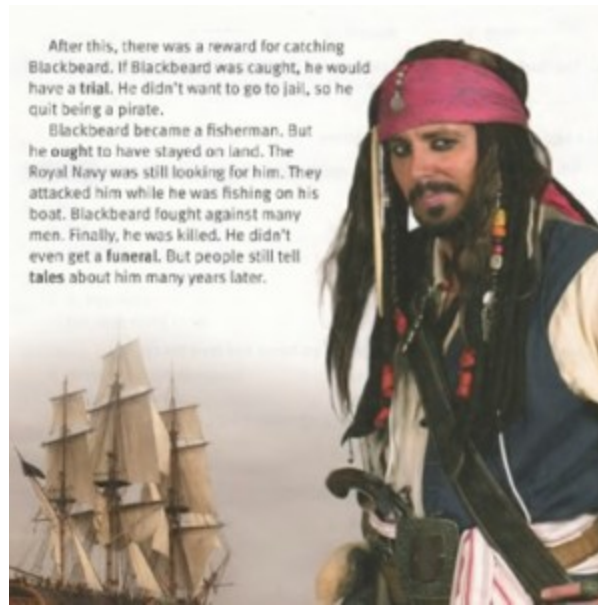 After this, there was a reward for catching
Blackbeard. If Blackbeard was caught, he would
have a trial. He didn't want to go to jail, so he
quit being a pirate.
Blackbeard became a fisherman. But
he ought to have stayed on land. The
Royal Navy was still looking for him. They
attacked him while he was fishing on his
boat. Blackbeard fought against many
men. Finally, he was killed. He didn't
even get a funeral. But people still tell
tales about him many years later.